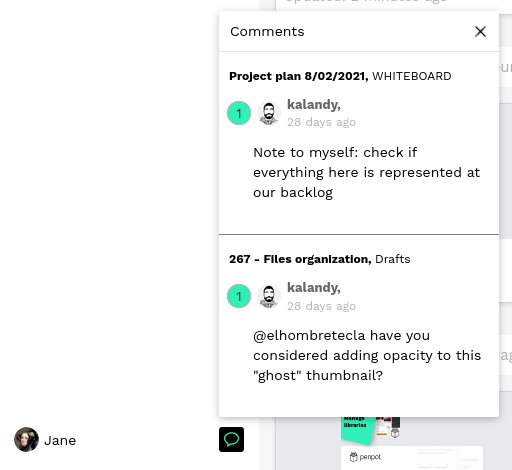 Updated: 2 minutes ago
Comments
Project plan 8/02/2021, WHITEBOARD
1
kalandy,
28 days ago
Note to myself: check if
everything here is represented at
our backlog
267 - Files organization, Drafts
1
kalandy,
28 days ago
@elhombretecla have you
considered adding opacity to this
"ghost" thumbnail?
Manage
libraries
Jane
penpot